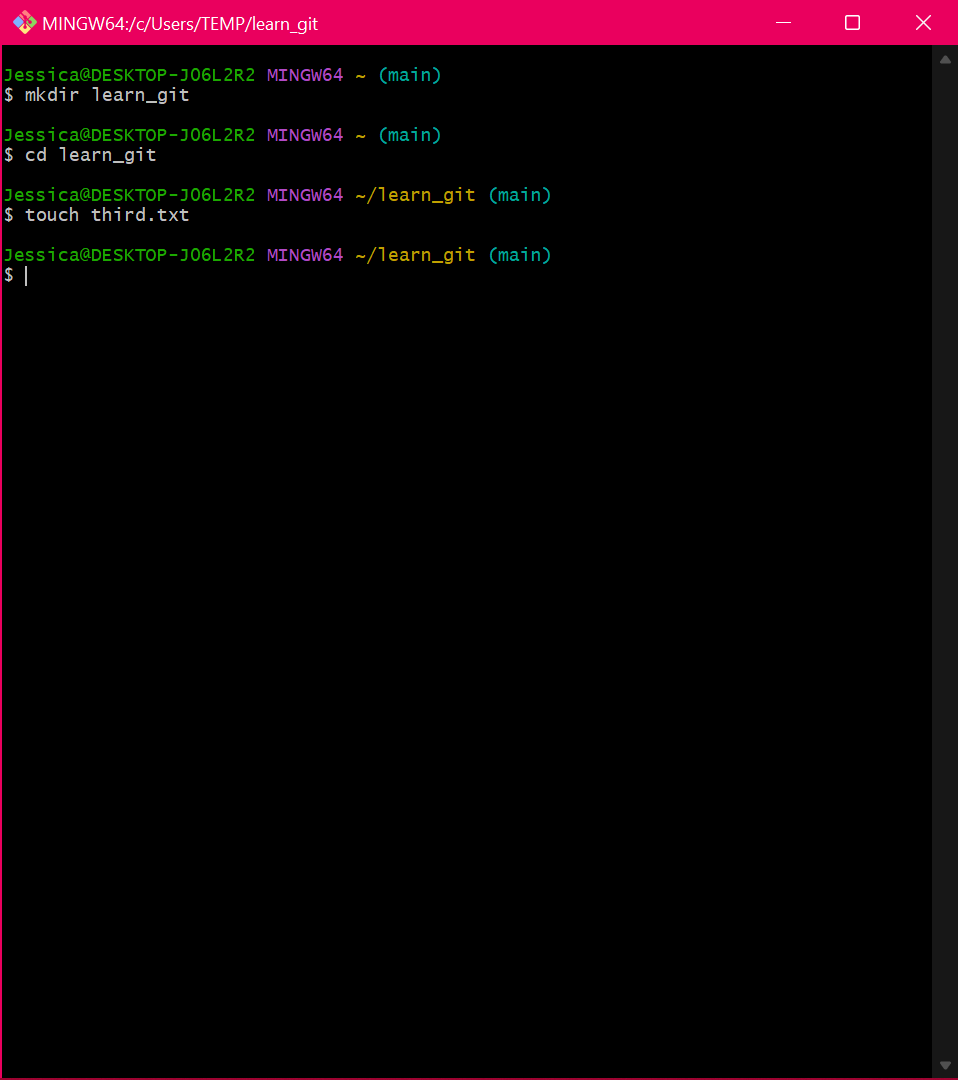 MINGW64:/c/Users/TEMP/learn_git
Jessica@DESKTOP-JO6L2R2 MINGW64 ~ (main)
$ mkdir learn_git
Jessica@DESKTOP-JO6L2R2 MINGW64 ~ (main)
$ cd learn_git
Jessica@DESKTOP-JO6L2R2 MINGW64 ~/learn_git (main)
$ touch third.txt
Jessica@DESKTOP-JO6L2R2 MINGW64 ~/learn_git (main)
$